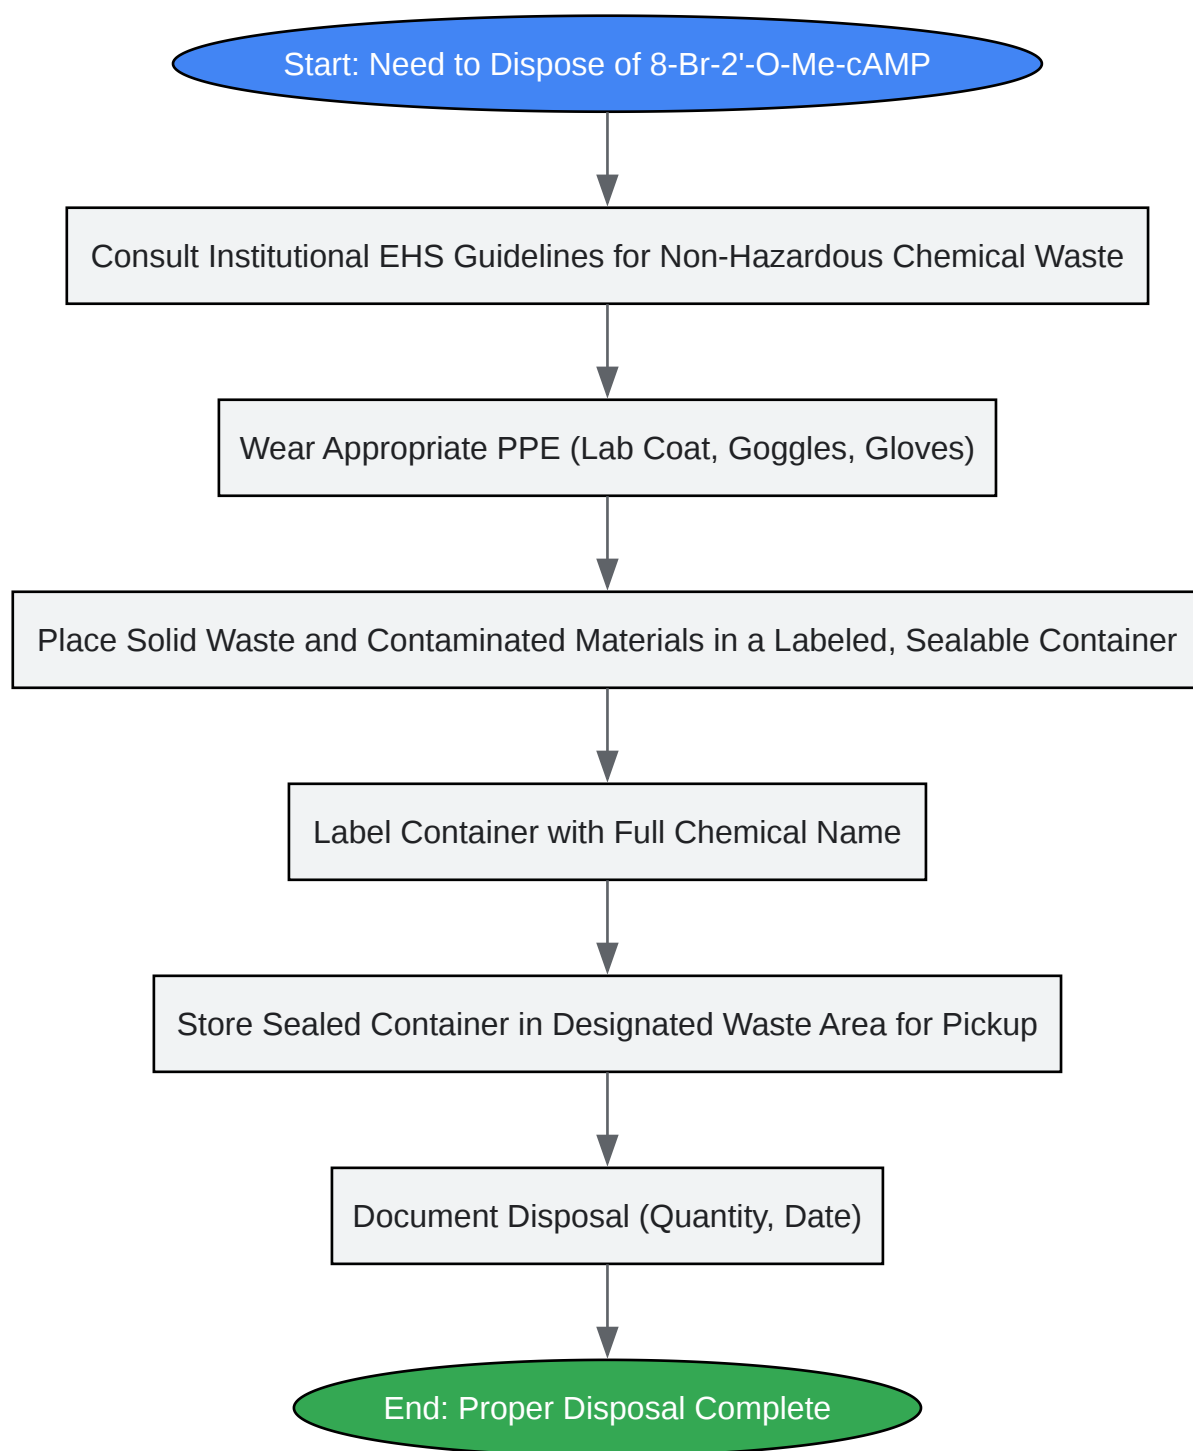 Start: Need to Dispose of 8-Br-2'-O-Me-cAMP
Consult Institutional EHS Guidelines for Non-Hazardous Chemical Waste
Wear Appropriate PPE (Lab Coat, Goggles, Gloves)
Place Solid Waste and Contaminated Materials in a Labeled, Sealable Container
Label Container with Full Chemical Name
Store Sealed Container in Designated Waste Area for Pickup
Document Disposal (Quantity, Date)
End: Proper Disposal Complete